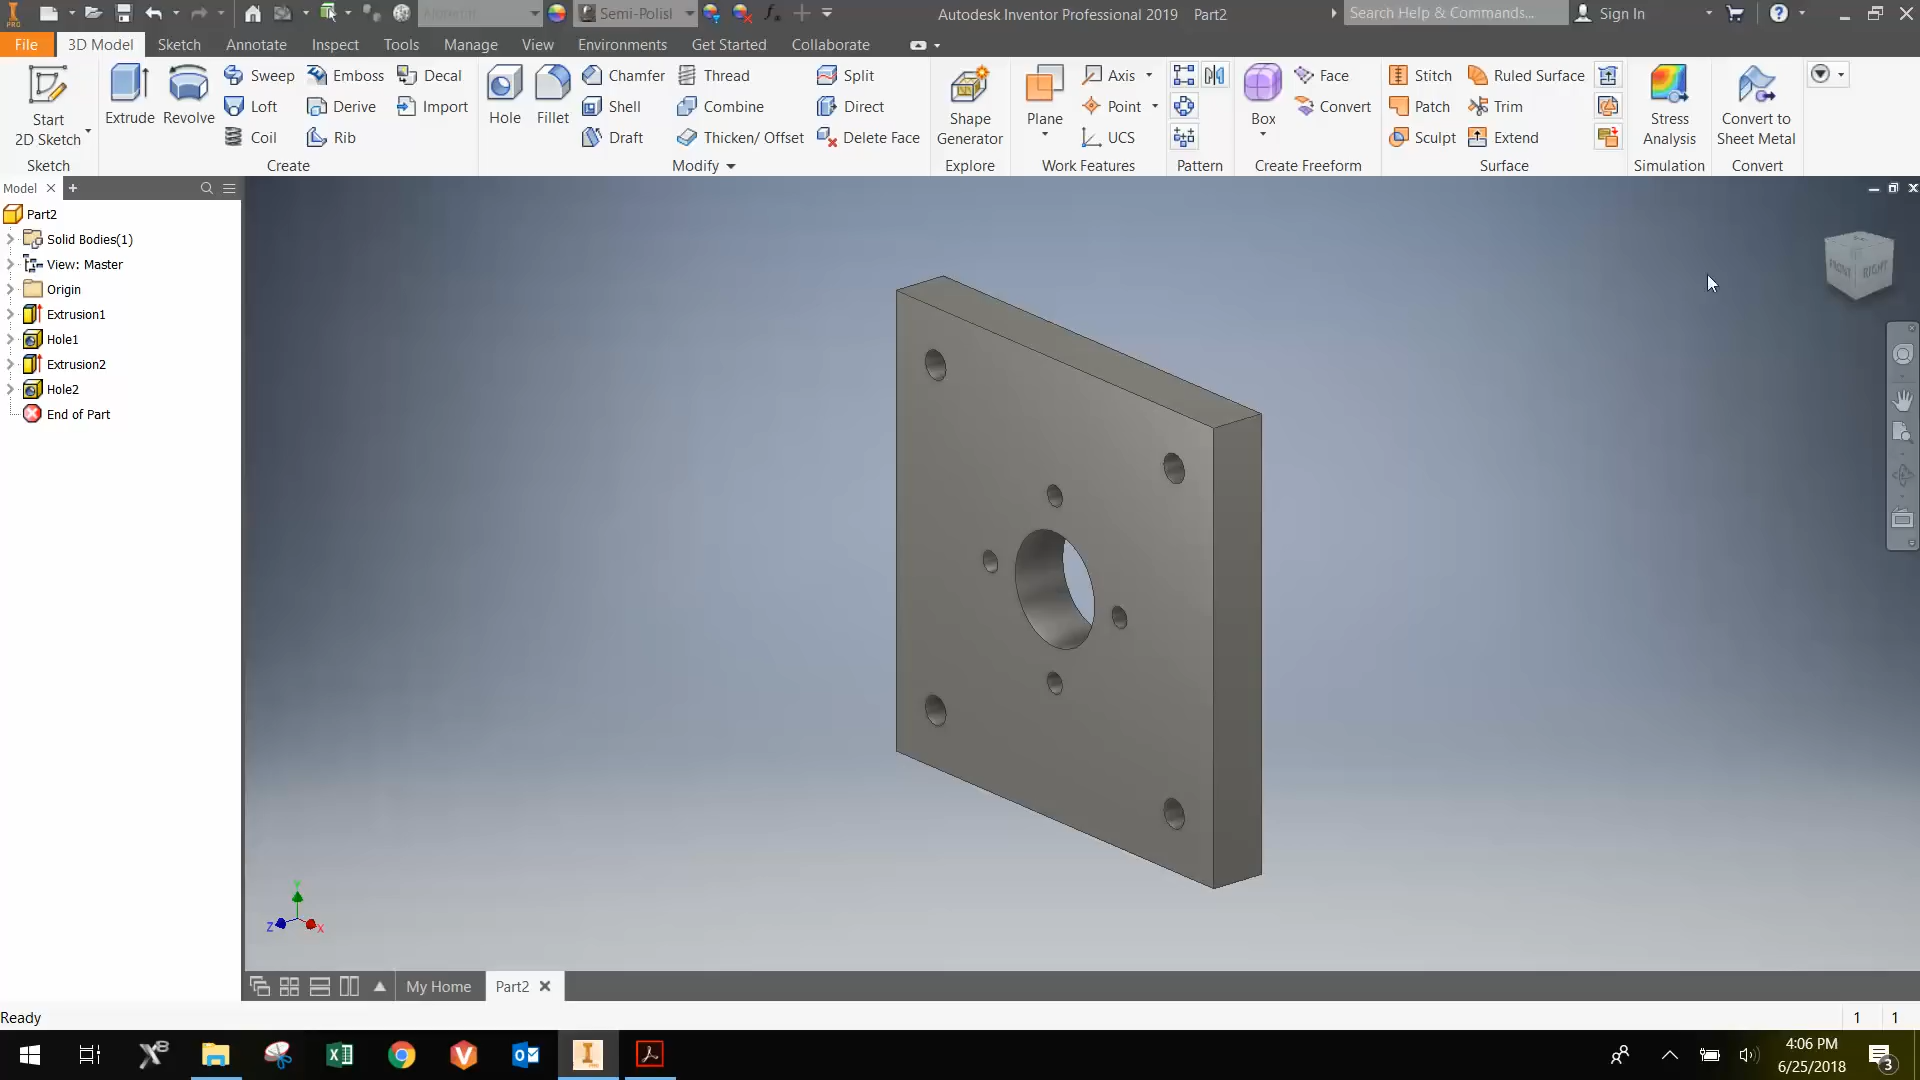 Semi-Polisl
Autodesk Inventor Professional 2019 Part2
Search Help & Commands...
Sign In
PRO
File
3D Model
Sketch
Annotate
Inspect
Tools
Manage
View
Environments
Get Started
Collaborate
Start
2D Sketch
Sketch
Extrude
Revolve
Sweep
Loft
Coil
Emboss
Derive
Rib
Decal
Import
Create
Hole
Fillet
Chamfer
Shell
Draft
Thread
Combine
Thicken/ Offset
Split
Direct
Delete Face
Modify
Shape
Generator
Explore
Plane
Axis
Point
UCS
Work Features
Pattern
Box
Face
Convert
Create Freeform
Stitch
Patch
Sculpt
Ruled Surface
Trim
Extend
Surface
Stress
Analysis
Simulation
Convert to
Sheet Metal
Convert
Model
Part2
Solid Bodies(1)
View: Master
Origin
Extrusion1
Hole1
Extrusion2
Hole2
End of Part
FRONT
RIGHT
Y
Z
X
My Home
Part2
Ready
1
1
4:06 PM
6/25/2018
3